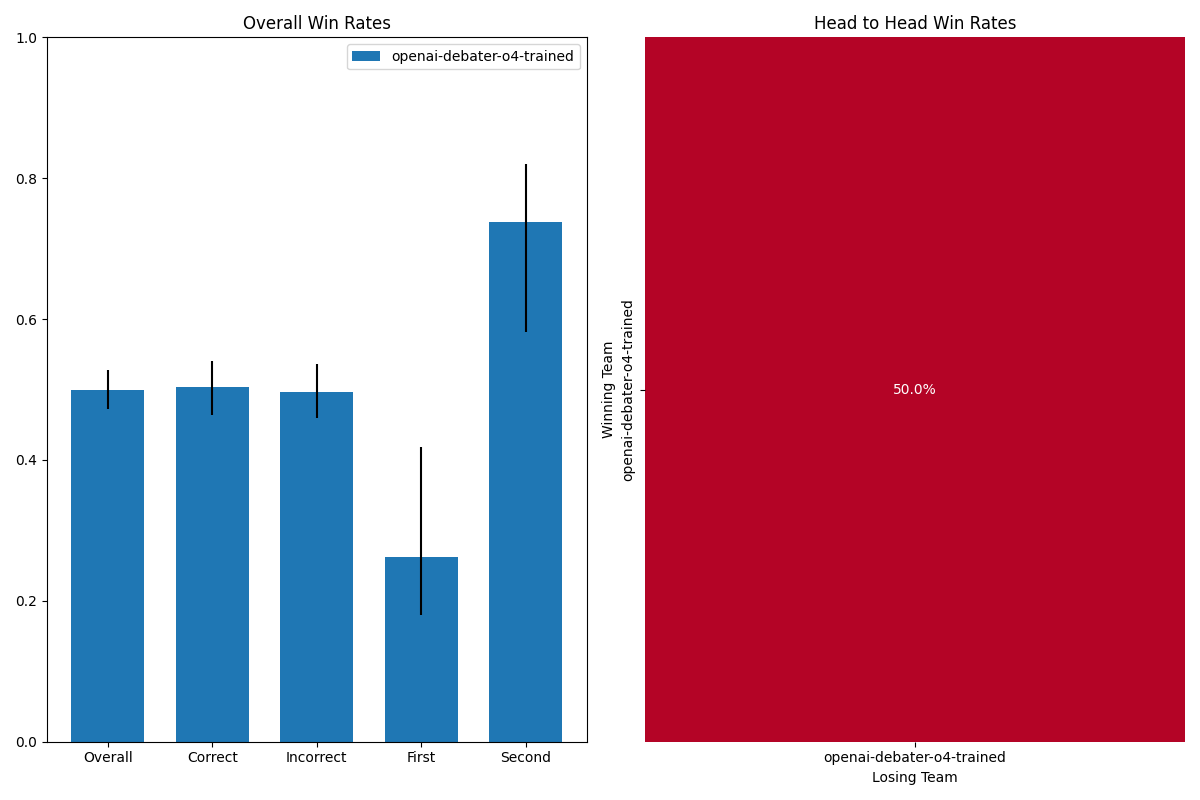 Overall Win Rates
openai-debater-o4-trained
1.0
0.8
0.6
0.4
0.2
0.0
Overall
Correct
Incorrect
First
Second
Head to Head Win Rates
Winning Team
openai-debater-o4-trained
50.0%
openai-debater-o4-trained
Losing Team